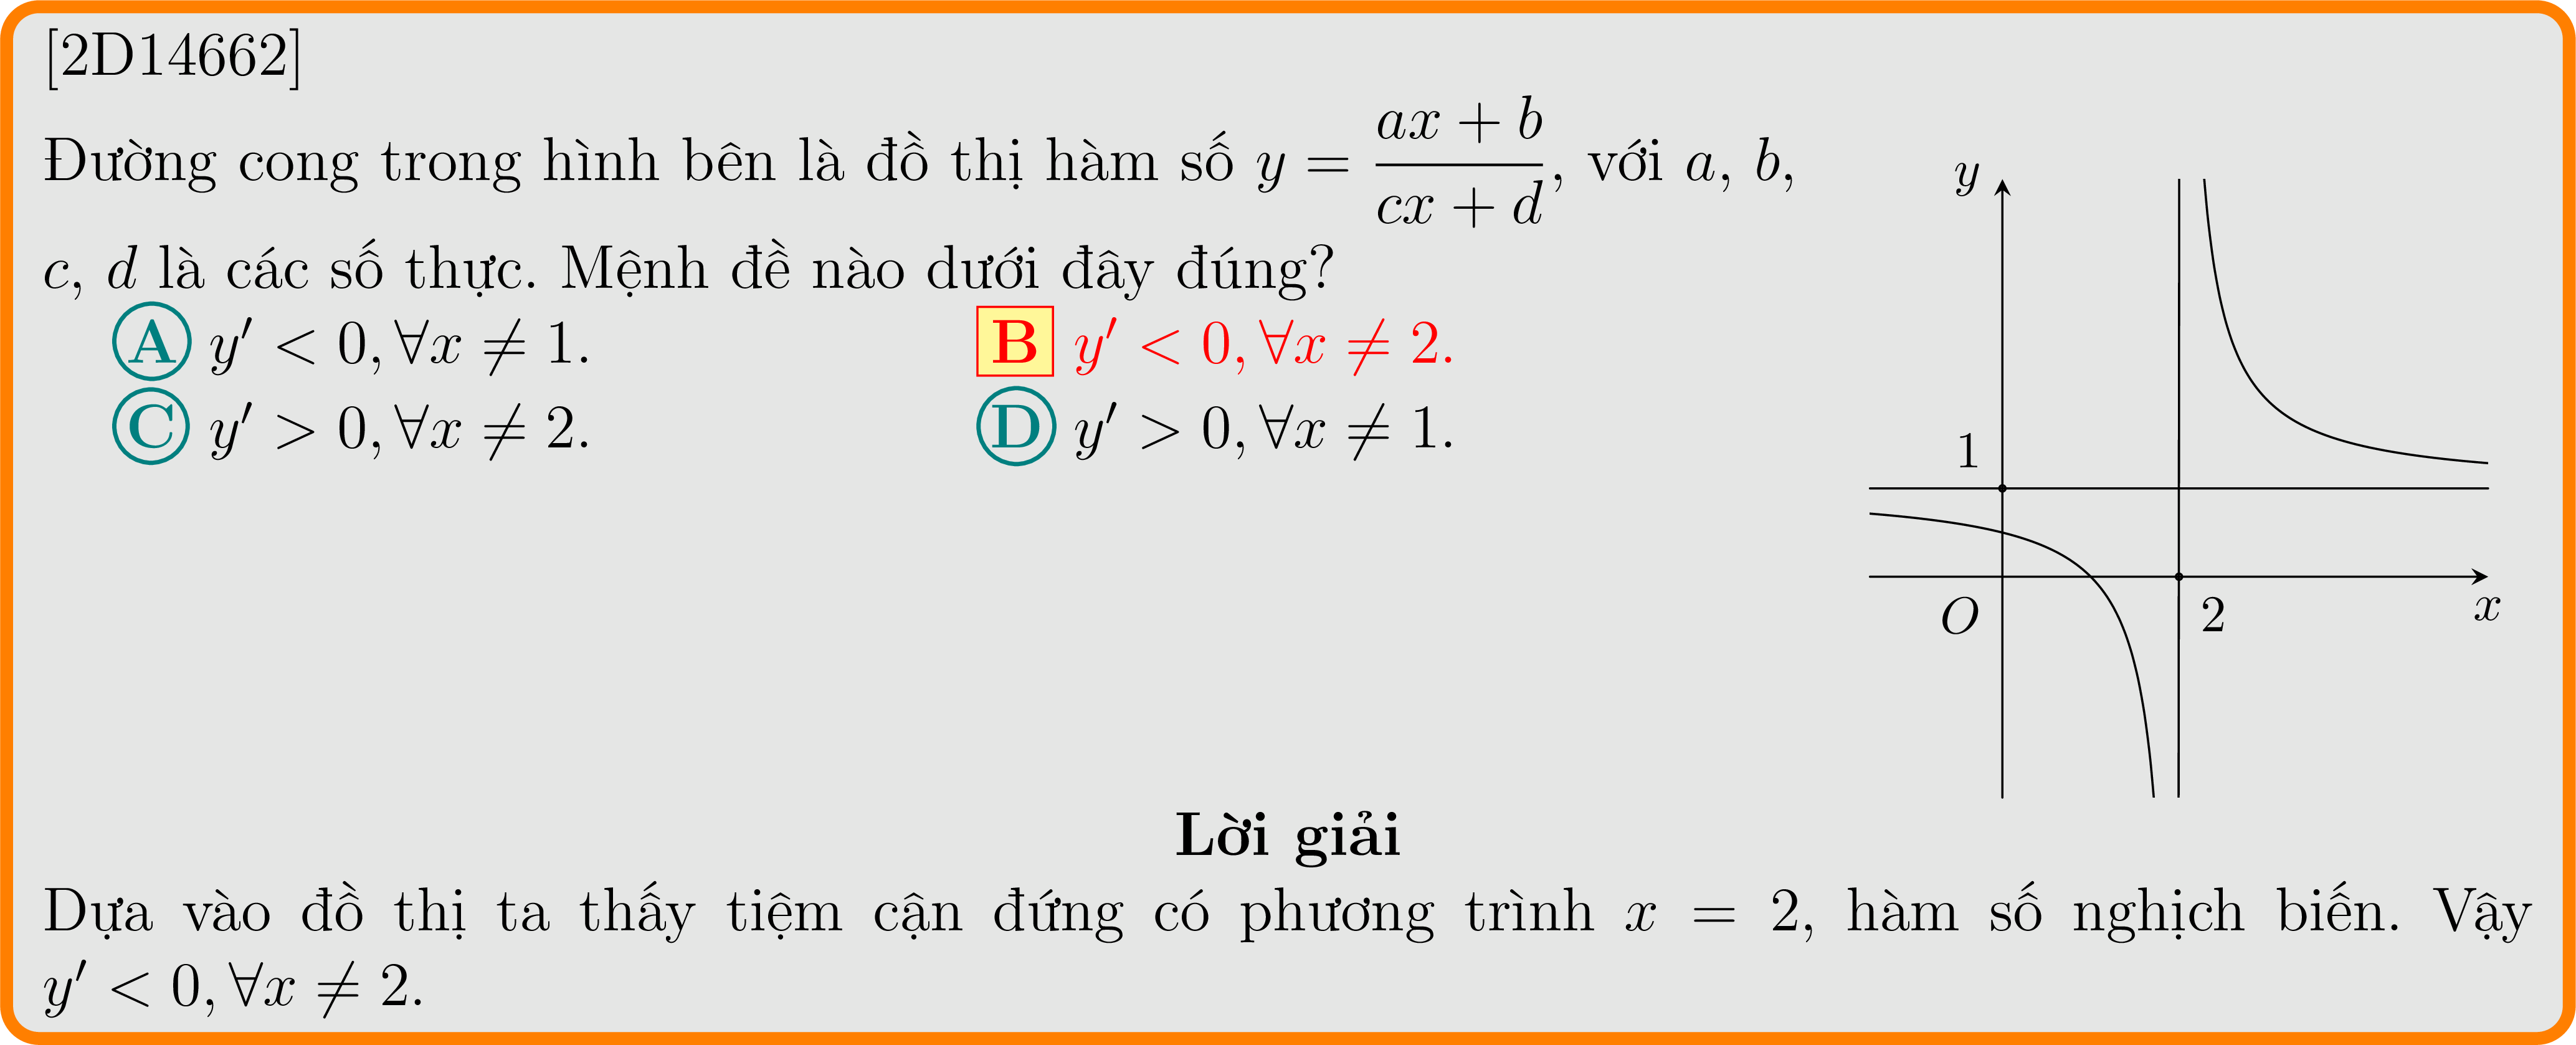 [2D14662]
Đường cong trong hình bên là đồ thị hàm số $y = \dfrac{ax + b}{cx + d}$, với $a$, $b$,
$c$, $d$ là các số thực. Mệnh đề nào dưới đây đúng?
A $y' < 0, \forall x \neq 1.$ B $y' < 0, \forall x \neq 2.$
C $y' > 0, \forall x \neq 2.$ D $y' > 0, \forall x \neq 1.$
y
1
O
2
x
Lời giải
Dựa vào đồ thị ta thấy tiệm cận đứng có phương trình $x = 2$, hàm số nghịch biến. Vậy
$y' < 0, \forall x \neq 2.$